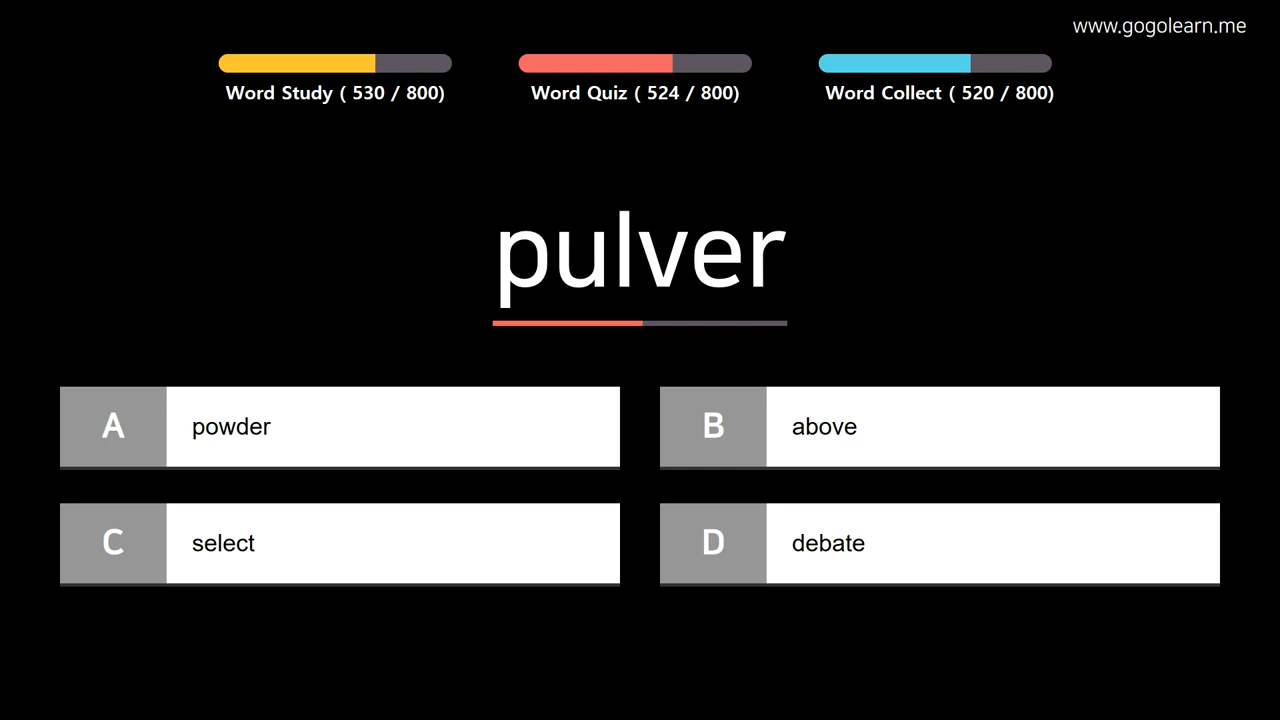 www.gogolearn.me
Word Study ( 530 / 800)
Word Quiz ( 524 / 800)
Word Collect ( 520 / 800)
pulver
A powder
B above
C select
D debate